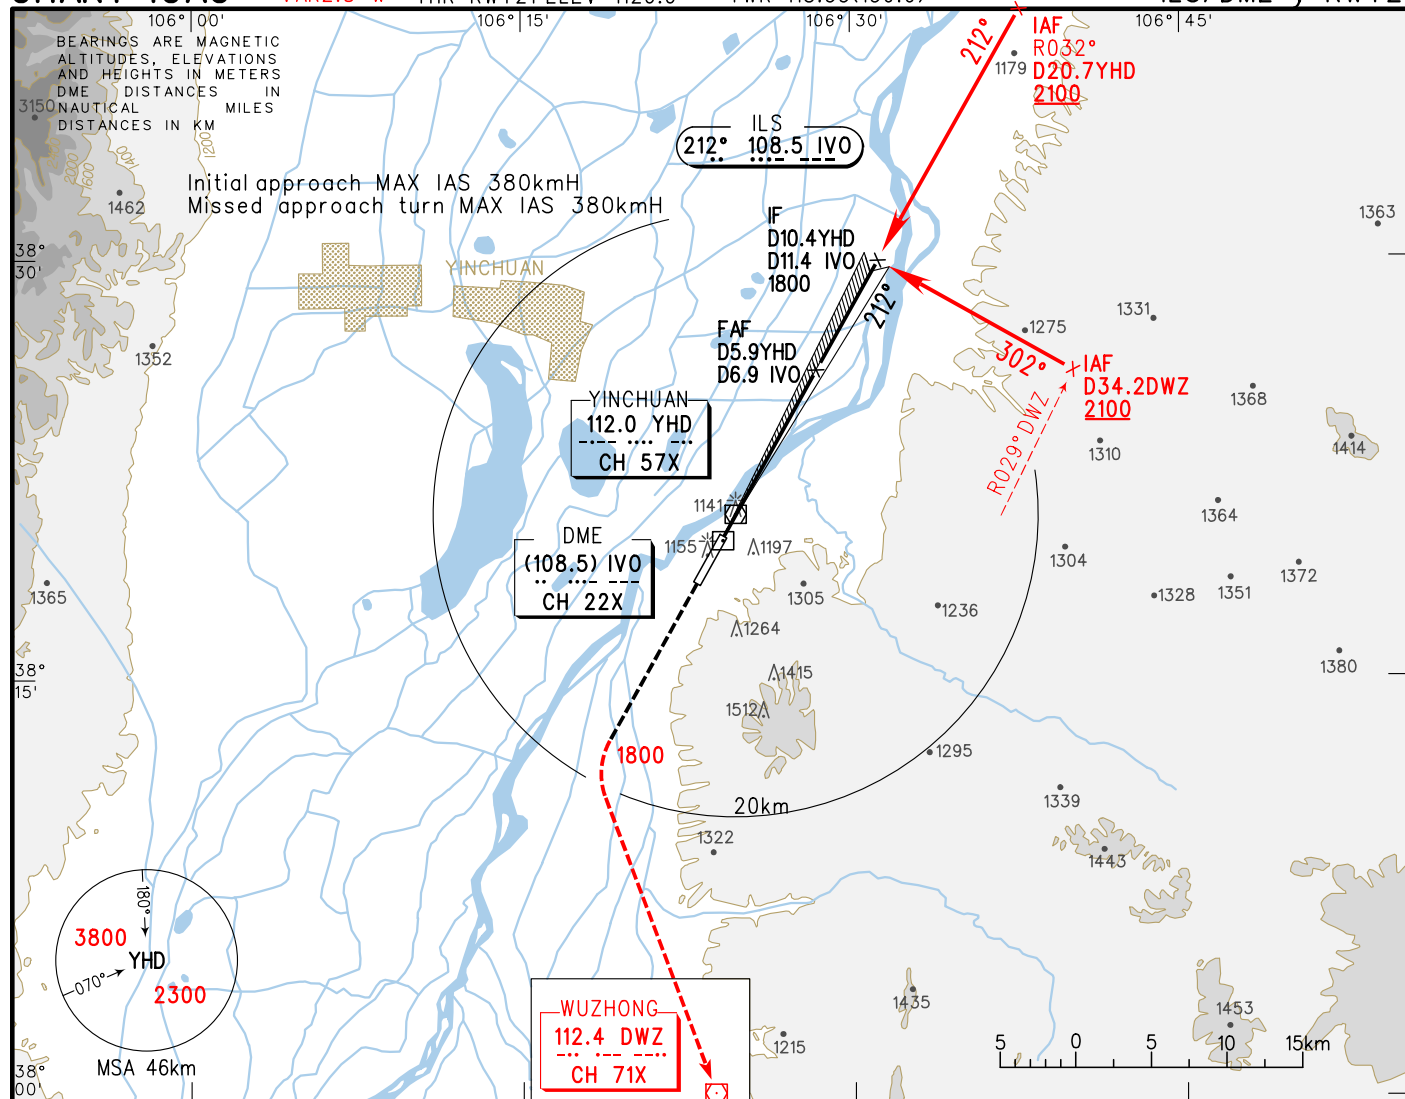 106° 00'
106° 15'
106° 30'
106° 45'
BEARINGS ARE MAGNETIC
ALTITUDES, ELEVATIONS
AND HEIGHTS IN METERS
DME DISTANCES IN
NAUTICAL MILES
DISTANCES IN KM
3150
2000
1600
1400
1200
1462
Initial approach MAX IAS 380kmH
Missed approach turn MAX IAS 380kmH
ILS
212° 108.5 IVO
212°
IAF
R032°
D20.7YHD
2100
1179
1363
38°
30'
YINCHUAN
IF
D10.4YHD
D11.4 IVO
1800
212°
FAF
D5.9YHD
D6.9 IVO
1352
1331
1275
302°
IAF
D34.2DWZ
2100
R029° DWZ
1368
1414
1310
1364
YINCHUAN
112.0 YHD
CH 57X
1141
1155
1197
DME
(108.5) IVO
CH 22X
1365
1305
1304
1236
1328
1351
1372
1264
1380
38°
15'
1415
1512
1800
1295
20km
1339
1322
1443
180°
3800
YHD
070°
2300
MSA 46km
WUZHONG
112.4 DWZ
CH 71X
1435
1453
1215
5 0 5 10 15km
38°
00'